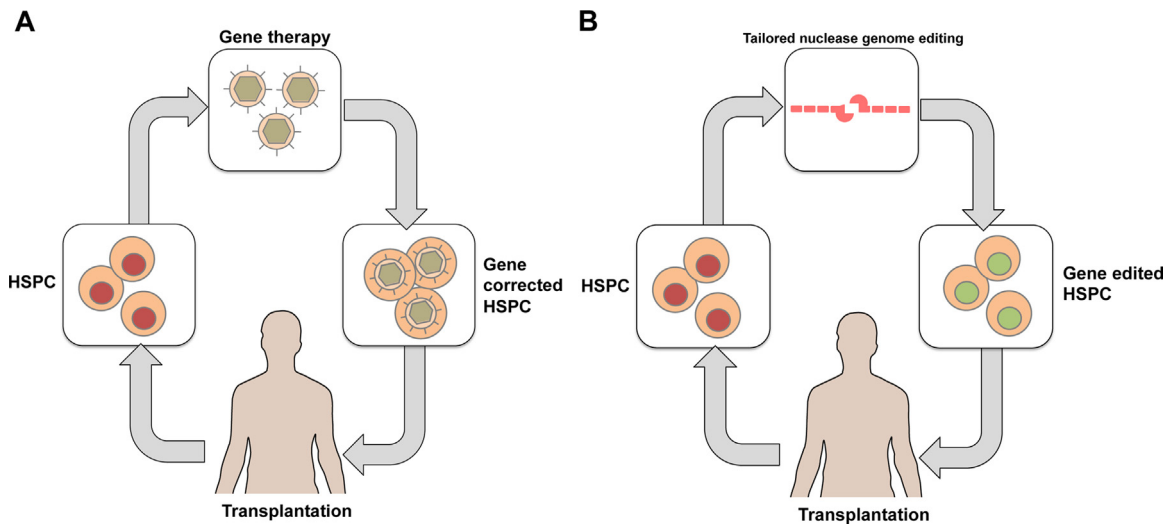 A
Gene therapy
HSPC
Gene
corrected
HSPC
Transplantation
B
Tailored nuclease genome editing
HSPC
Gene edited
HSPC
Transplantation